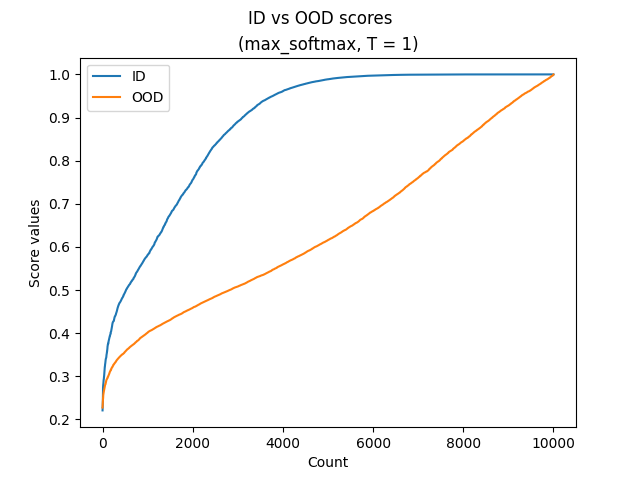 ID vs OOD scores
(max_softmax, T = 1)
ID
OOD
1.0
0.9
0.8
0.7
0.6
0.5
0.4
0.3
0.2
Score values
0 2000 4000 6000 8000 10000
Count